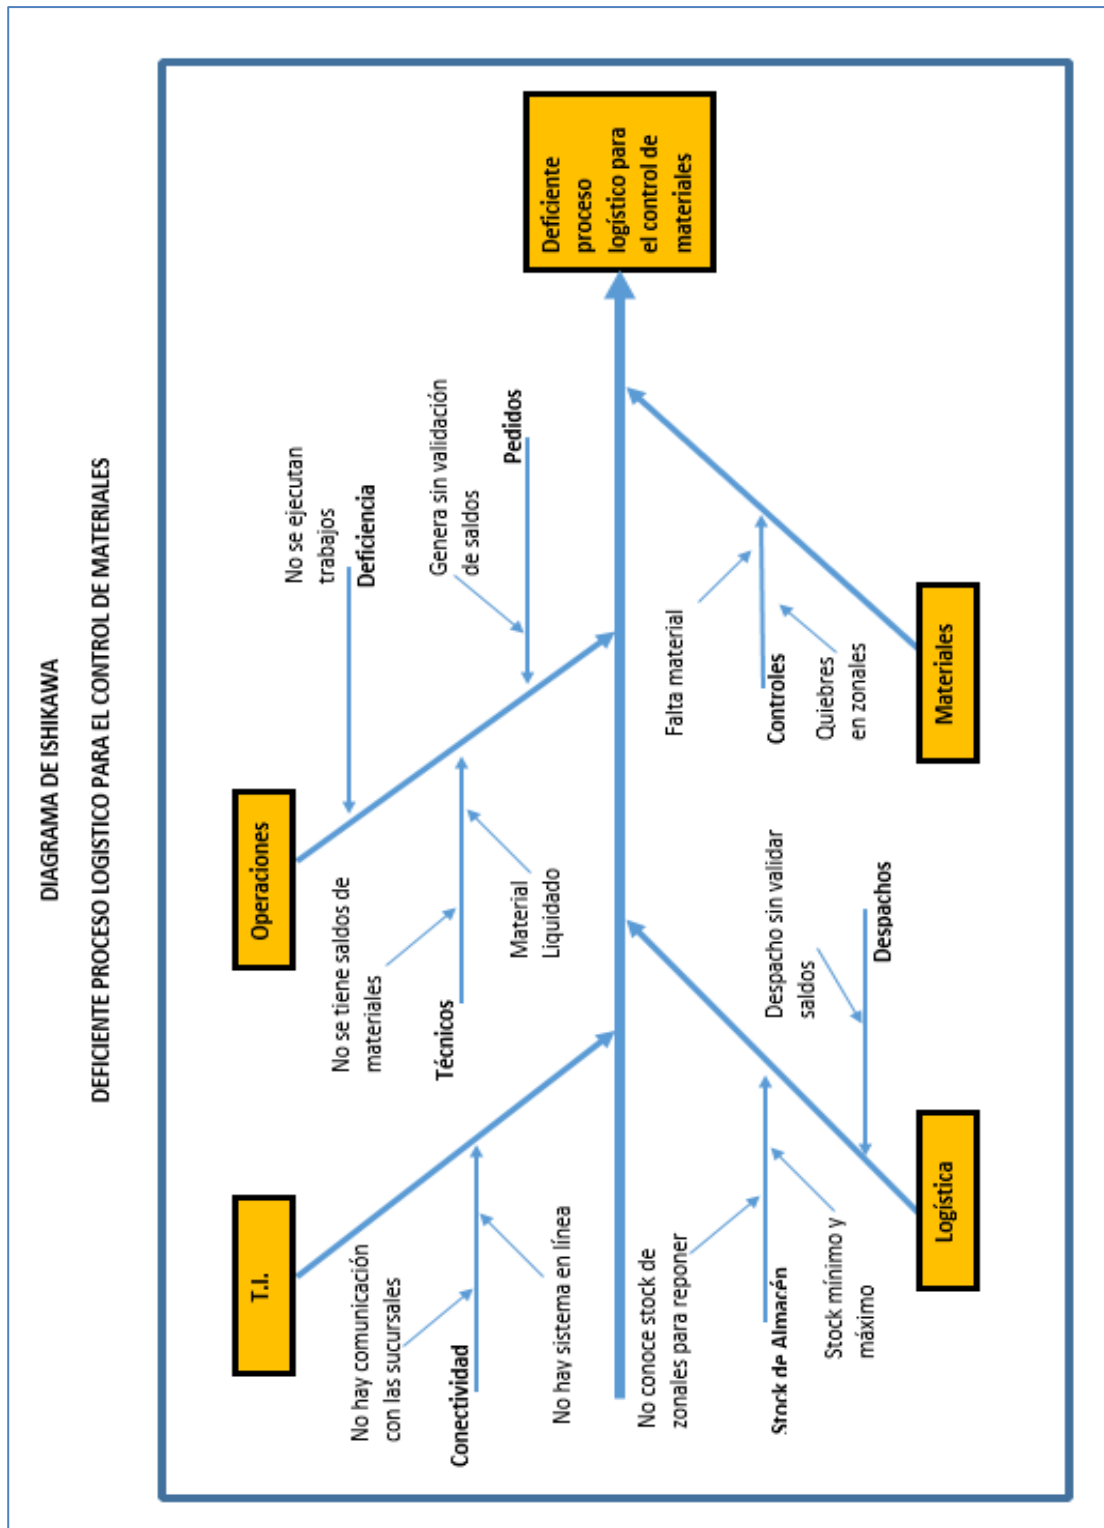 DIAGRAMA DE ISHIKAWA
DEFICIENTE PROCESO LOGISTICO PARA EL CONTROL DE MATERIALES
T.I.
No hay comunicación
con las sucursales
Conectividad
No hay sistema en línea
Operaciones
No se ejecutan
trabajos
Deficiencia
No se tiene saldos de
materiales
Técnicos
Material
Liquidado
Genera sin validación
de saldos
Pedidos
Deficiente
proceso
logístico para
el control de
materiales
No conoce stock de
zonales para reponer
Stock de Almacén
Stock mínimo y
máximo
Despacho sin validar
saldos
Despachos
Logística
Falta material
Controles
Quiebres
en zonales
Materiales